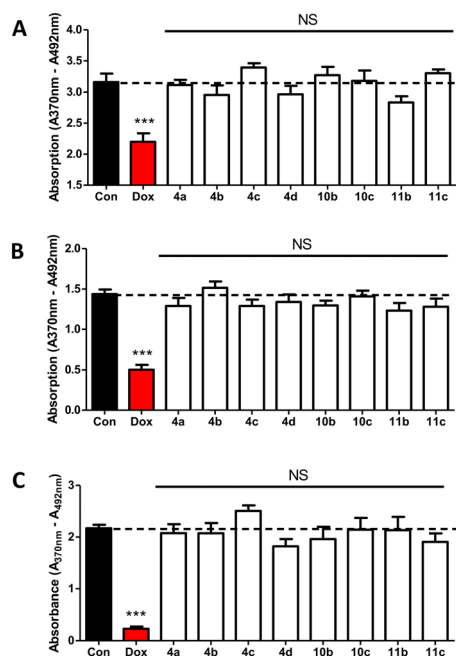 A
NS
Absorption (A370nm - A492nm)
4.0
3.5
3.0
2.5
2.0
1.5
***
Con Dox 4a 4b 4c 4d 10b 10c 11b 11c
B
NS
Absorption (A370nm - A492nm)
2.0
1.5
1.0
0.5
0.0
***
Con Dox 4a 4b 4c 4d 10b 10c 11b 11c
C
NS
Absorbance (A370nm - A492nm)
3
2
1
0
***
Con Dox 4a 4b 4c 4d 10b 10c 11b 11c